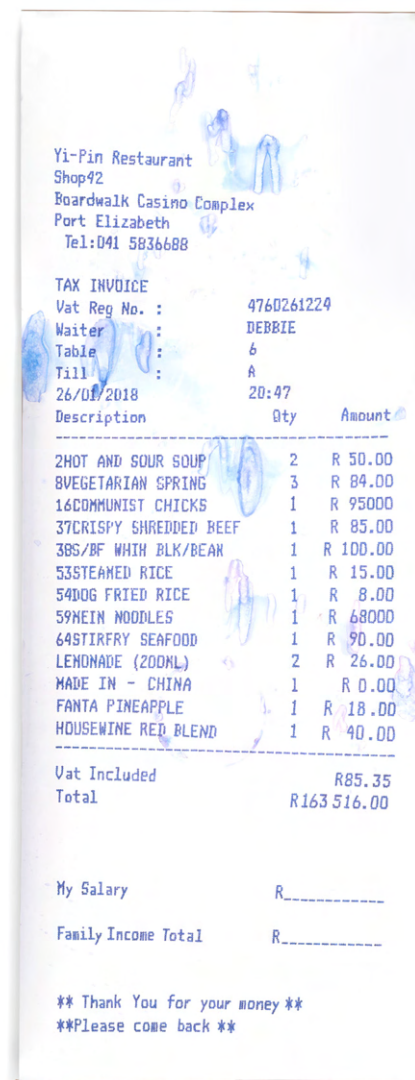 Yi-Pin Restaurant
Shop42
Boardwalk Casino Complex
Port Elizabeth
Tel:041 5836688
TAX INVOICE
Vat Reg No. : 4760261224
Waiter : DEBBIE
Table : 6
Till : A
26/01/2018 20:47
Description Qty Amount
2HOT AND SOUR SOUP 2 R 50.00
8VEGETARIAN SPRING 3 R 84.00
16COMMUNIST CHICKS 1 R 95000
37CRISPY SHREDDED BEEF 1 R 85.00
38S/BF WHIH BLK/BEAN 1 R 100.00
53STEAMED RICE 1 R 15.00
54DOG FRIED RICE 1 R 8.00
59MEIN NOODLES 1 R 68000
64STIRFRY SEAFOOD 1 R 90.00
LEMONADE (200ML) 2 R 26.00
MADE IN - CHINA 1 R 0.00
FANTA PINEAPPLE 1 R 18.00
HOUSEWINE RED BLEND 1 R 40.00
Vat Included R85.35
Total R163 516.00
My Salary R____________
Family Income Total R____________
** Thank You for your money **
**Please come back **